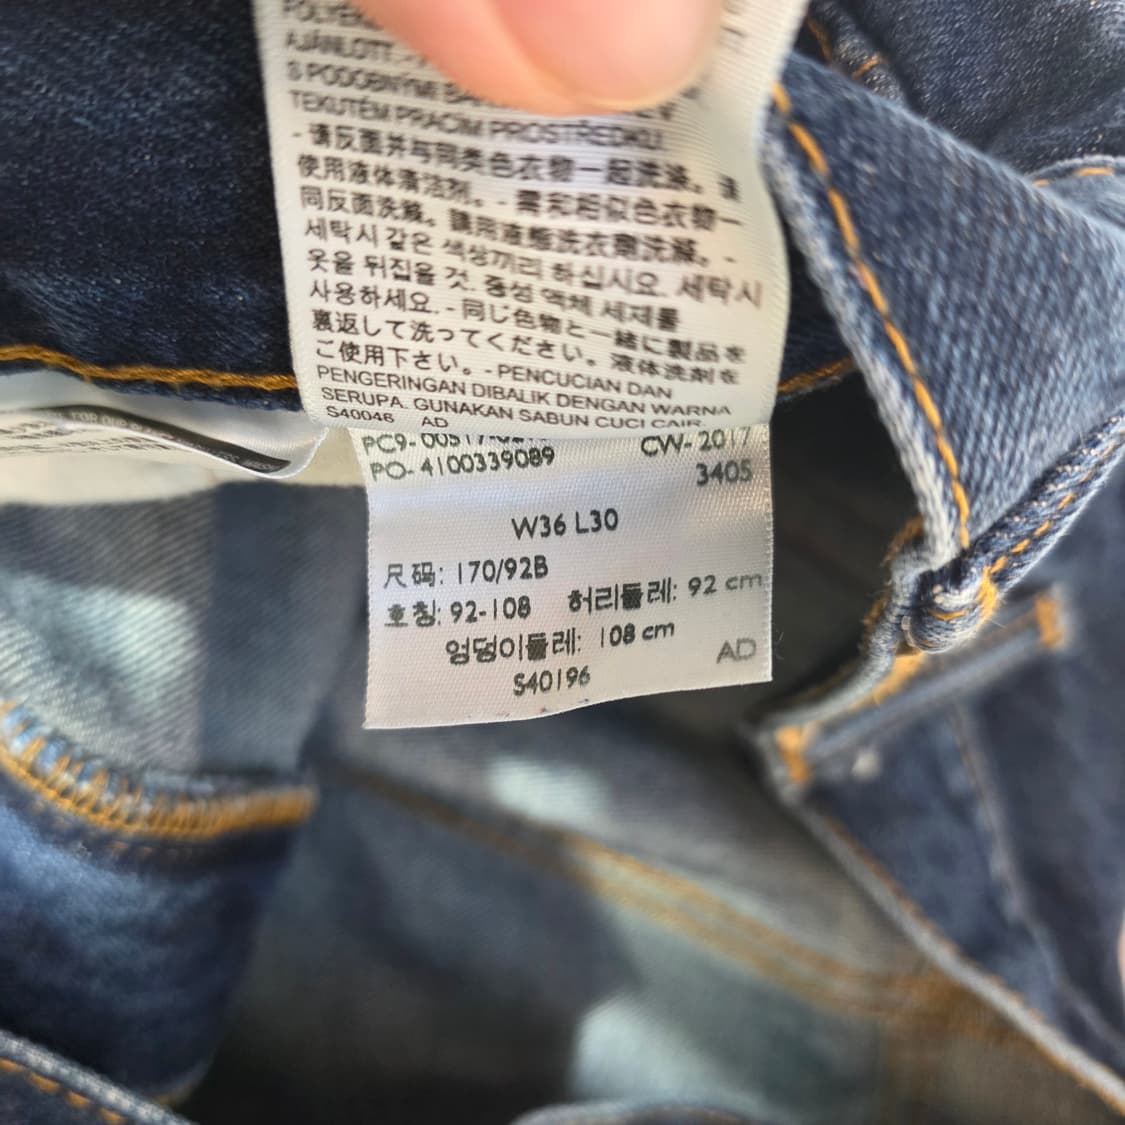 AJÁNLOTT.
S PODOBNÝMI
TEKUTÉM PRACÍM PROSTŘEDKU.
- 请反面并与同类色衣物一起洗涤。请
使用液体清洁剂。- 需和相似色衣物一
同反面洗滌。請用液態洗衣劑洗滌。-
세탁시 같은 색상끼리 하십시오. 세탁시
옷을 뒤집을 것. 중성 액체 세제를
사용하세요. - 同じ色物と一緒に製品を
裏返して洗ってください。液体洗剤を
ご使用下さい。- PENCUCIAN DAN
PENGERINGAN DIBALIK DENGAN WARNA
SERUPA. GUNAKAN SABUN CUCI CAIR.
S40046 AD
CW- 2017
PO- 4100339089 3405
W36 L30
尺码: 170/92B
호칭: 92-108 허리둘레: 92 cm
엉덩이둘레: 108 cm
AD
S40196